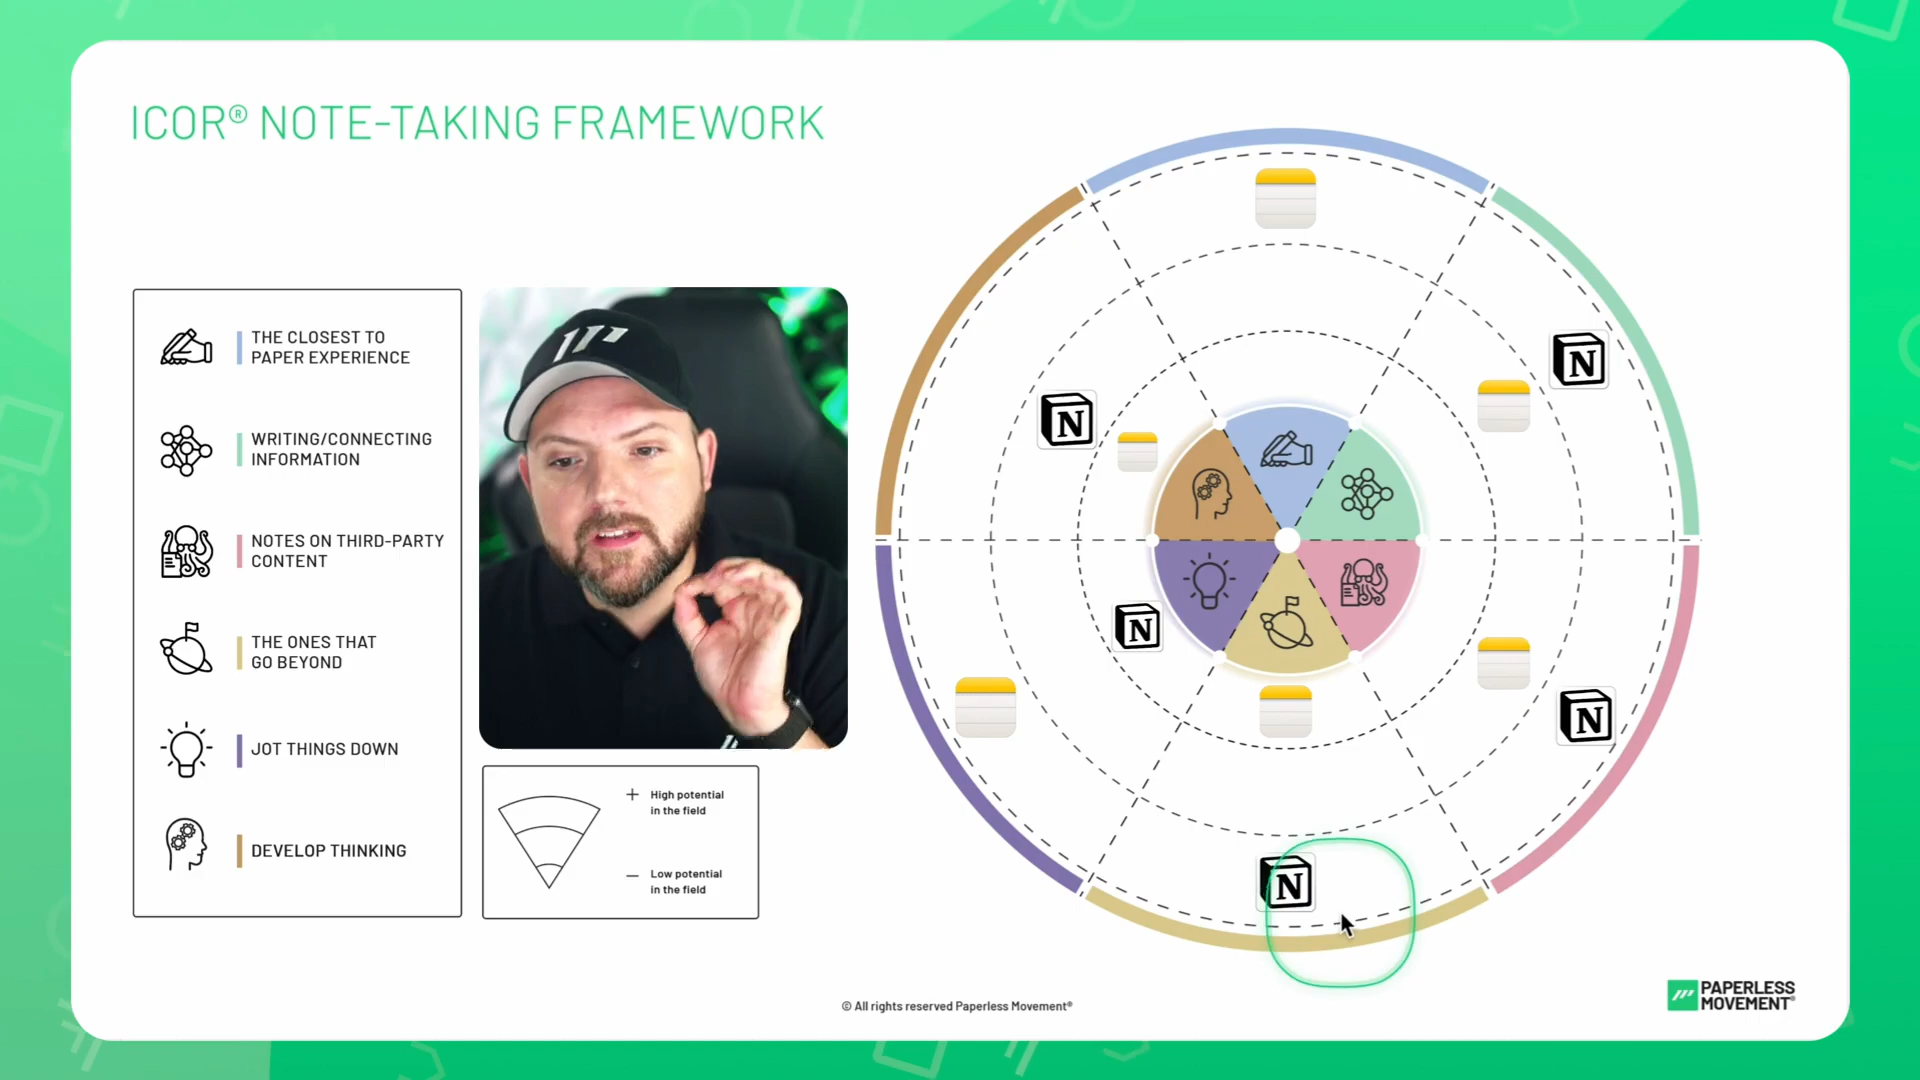 ICOR® NOTE-TAKING FRAMEWORK
THE CLOSEST TO
PAPER EXPERIENCE
WRITING/CONNECTING
INFORMATION
NOTES ON THIRD-PARTY
CONTENT
THE ONES THAT
GO BEYOND
JOT THINGS DOWN
DEVELOP THINKING
+ High potential
in the field
− Low potential
in the field
N
N
N
N
N
© All rights reserved Paperless Movement®
PAPERLESS
MOVEMENT®